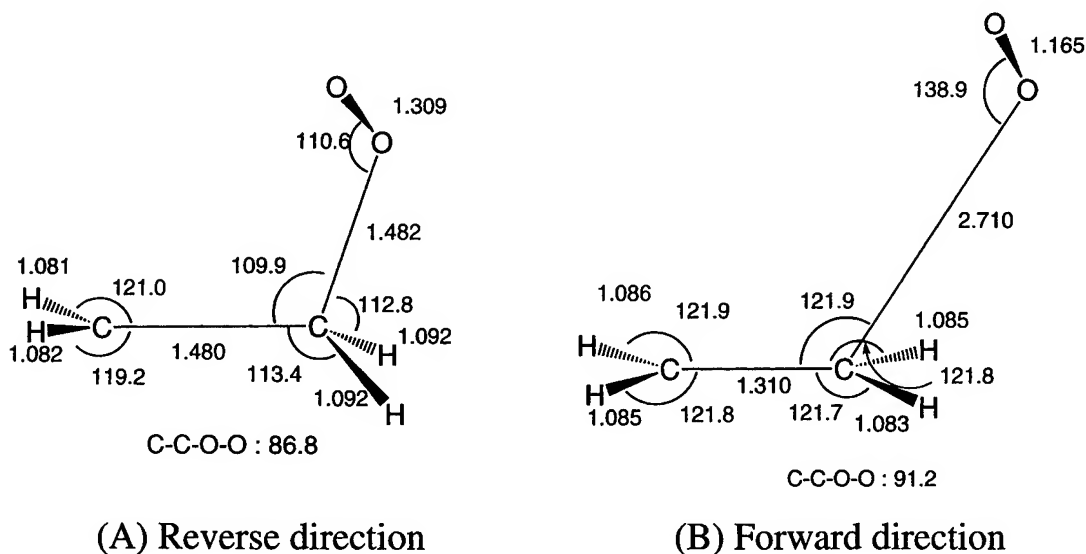 O
1.309
110.6
O
1.482
1.081
121.0
109.9
112.8
H
H
C
C
H
1.092
1.082
1.480
119.2
113.4
1.092
H
C-C-O-O : 86.8
(A) Reverse direction
O
1.165
138.9
O
2.710
1.086
121.9
121.9
1.085
H
H
C
C
H
H
1.310
121.8
1.085
121.8
121.7
1.083
C-C-O-O : 91.2
(B) Forward direction